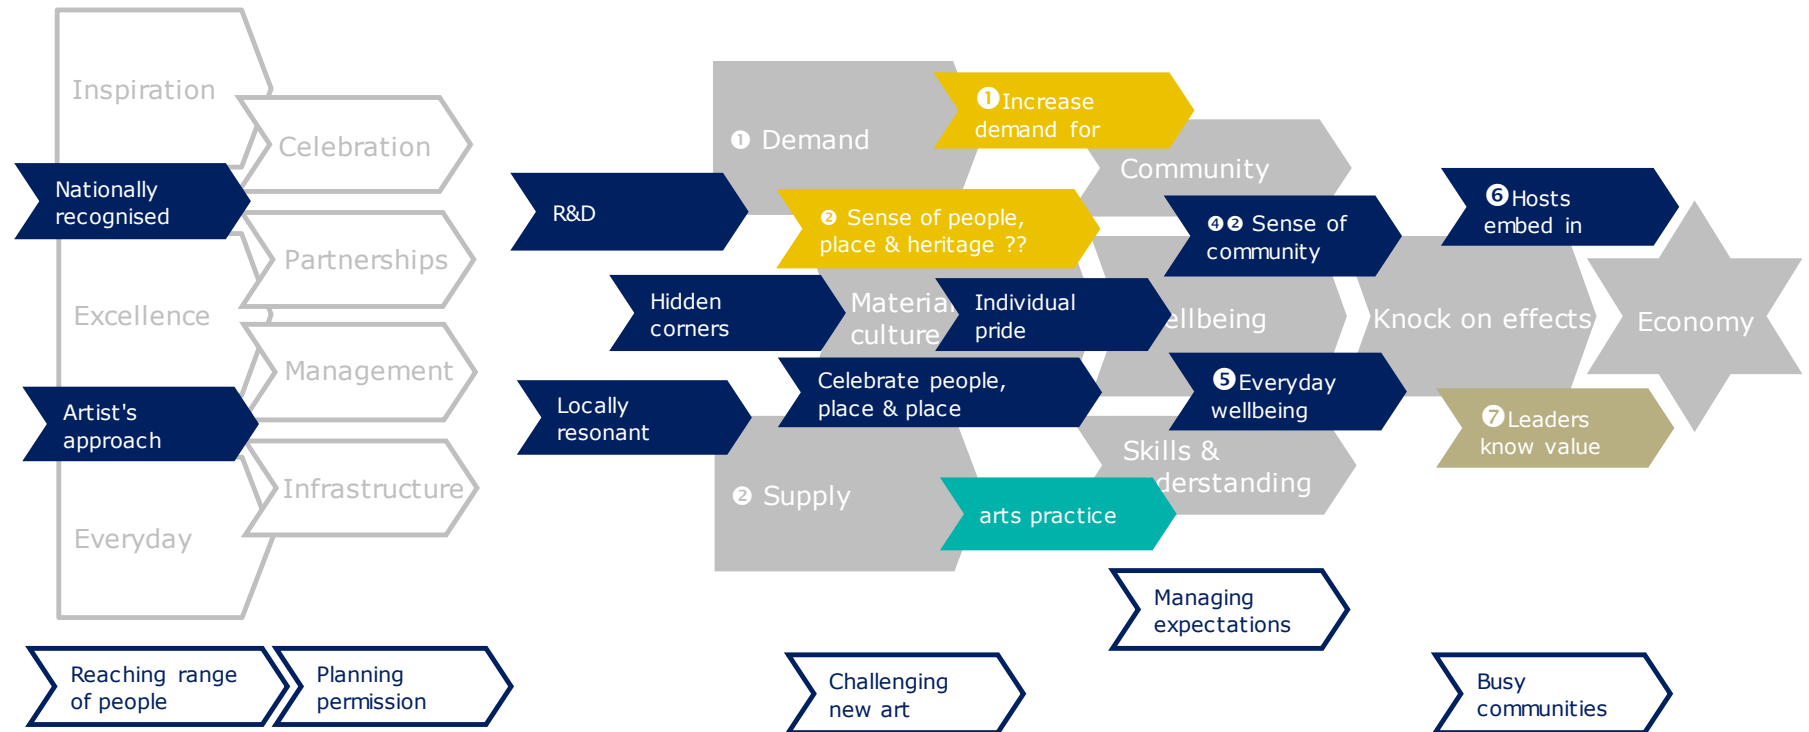 Inspiration
Celebration
Nationally
recognised
Partnerships
Excellence
Management
Artist's
approach
Infrastructure
Everyday
Reaching range
of people
Planning
permission
R&D
Hidden
corners
Locally
resonant
❶ Demand
❶Increase
demand for
❷ Sense of people,
place & heritage ??
Material
culture
Individual
pride
Celebrate people,
place & place
❷ Supply
arts practice
Community
❹❷ Sense of
community
ellbeing
❺Everyday
wellbeing
Skills &
derstanding
❻Hosts
embed in
Knock on effects
Economy
❼Leaders
know value
Managing
expectations
Challenging
new art
Busy
communities